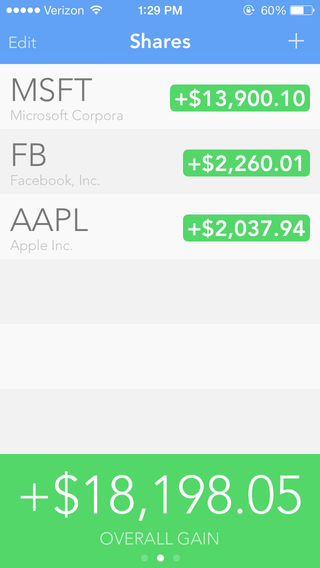 Verizon 1:29 PM 60%
Edit Shares +
MSFT +$13,900.10
Microsoft Corpora
FB +$2,260.01
Facebook, Inc.
AAPL +$2,037.94
Apple Inc.
+$18,198.05
OVERALL GAIN